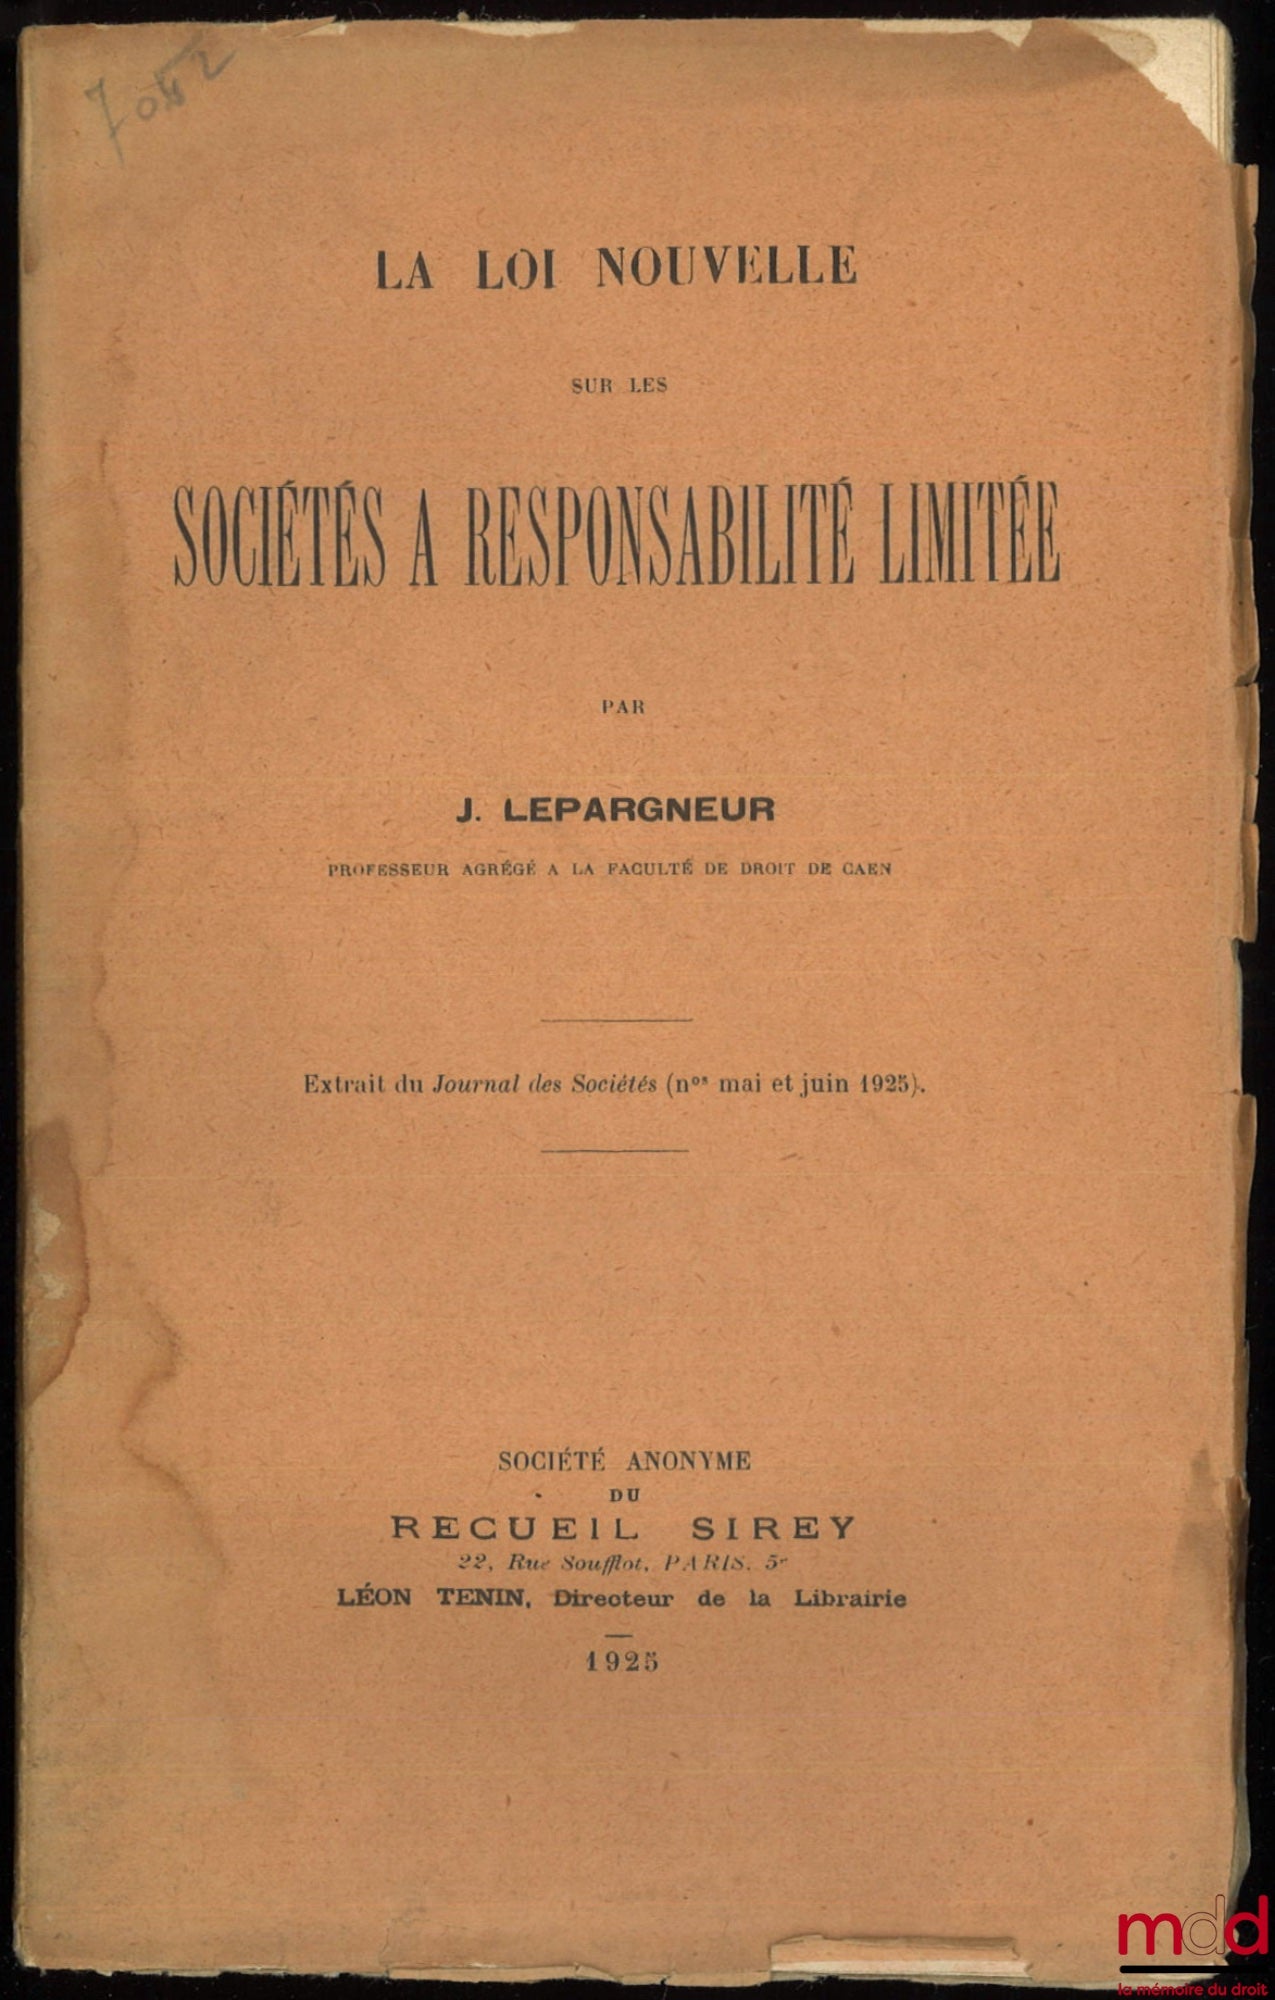 LA LOI NOUVELLE
SUR LES
SOCIÉTÉS A RESPONSABILITÉ LIMITÉE
PAR
J. LEPARGNEUR
PROFESSEUR AGRÉGÉ A LA FACULTÉ DE DROIT DE CAEN
Extrait du Journal des Sociétés (nos mai et juin 1925).
SOCIÉTÉ ANONYME
DU
RECUEIL SIREY
22, Rue Soufflot, PARIS. 5e
LÉON TENIN, Directeur de la Librairie
1925
mdd
la mémoire du droit